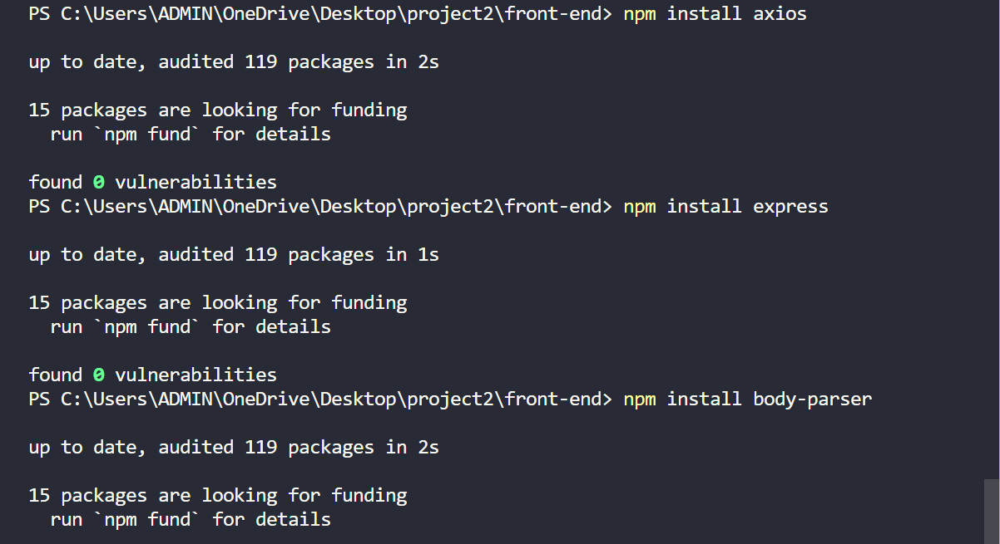 PS C:\Users\ADMIN\OneDrive\Desktop\project2\front-end> npm install axios
up to date, audited 119 packages in 2s
15 packages are looking for funding
  run `npm fund` for details
found 0 vulnerabilities
PS C:\Users\ADMIN\OneDrive\Desktop\project2\front-end> npm install express
up to date, audited 119 packages in 1s
15 packages are looking for funding
  run `npm fund` for details
found 0 vulnerabilities
PS C:\Users\ADMIN\OneDrive\Desktop\project2\front-end> npm install body-parser
up to date, audited 119 packages in 2s
15 packages are looking for funding
  run `npm fund` for details